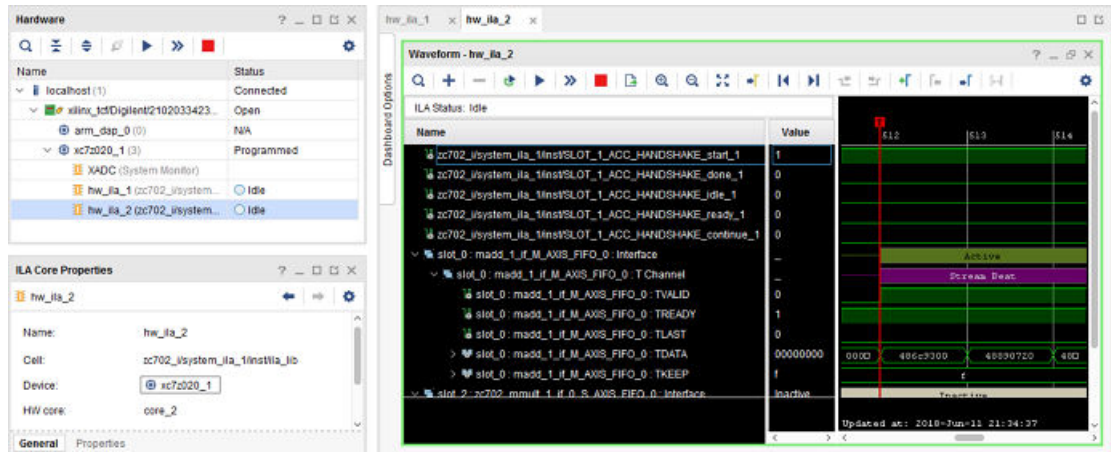 Hardware
Name Status
localhost (1) Connected
xilinx_tcf/Digilent/2102033423... Open
arm_dap_0 (0) N/A
xc7z020_1 (3) Programmed
XADC (System Monitor)
hw_ila_1 (zc702_i/system... Idle
hw_ila_2 (zc702_i/system... Idle
ILA Core Properties
hw_ila_2
Name: hw_ila_2
Cell: zc702_i/system_ila_1/inst/ila_lib
Device: xc7z020_1
HW core: core_2
General Properties
hw_ila_1 hw_ila_2
Dashboard Options
Waveform - hw_ila_2
ILA Status: Idle
Name Value
512 513 514
zc702_i/system_ila_1/inst/SLOT_1_ACC_HANDSHAKE_start_1 1
zc702_i/system_ila_1/inst/SLOT_1_ACC_HANDSHAKE_done_1 0
zc702_i/system_ila_1/inst/SLOT_1_ACC_HANDSHAKE_idle_1 0
zc702_i/system_ila_1/inst/SLOT_1_ACC_HANDSHAKE_ready_1 0
zc702_i/system_ila_1/inst/SLOT_1_ACC_HANDSHAKE_continue_1 0
slot_0 : madd_1_if_M_AXIS_FIFO_0 : Interface _ Active
slot_0 : madd_1_if_M_AXIS_FIFO_0 : T Channel _ Stream Beat
slot_0 : madd_1_if_M_AXIS_FIFO_0 : TVALID 0
slot_0 : madd_1_if_M_AXIS_FIFO_0 : TREADY 1
slot_0 : madd_1_if_M_AXIS_FIFO_0 : TLAST 0
slot_0 : madd_1_if_M_AXIS_FIFO_0 : TDATA 00000000 486c9300 48890720
slot_0 : madd_1_if_M_AXIS_FIFO_0 : TKEEP f f
slot_2 : zc702_mmult_1_if_0_S_AXIS_FIFO_0 : Interface Inactive Inactive
Updated at: 2018-Jun-11 21:34:37